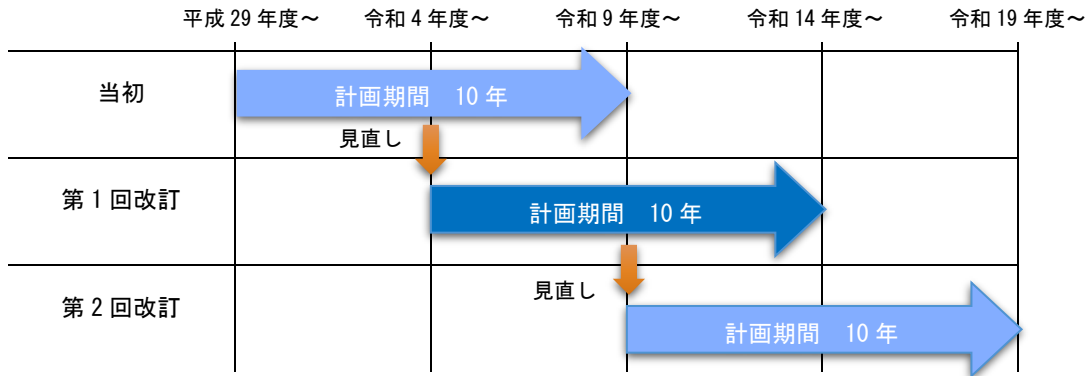 平成 29 年度～ 令和 4 年度～ 令和 9 年度～ 令和 14 年度～ 令和 19 年度～
当初
計画期間　10 年
見直し
第 1 回改訂
計画期間　10 年
見直し
第 2 回改訂
計画期間　10 年